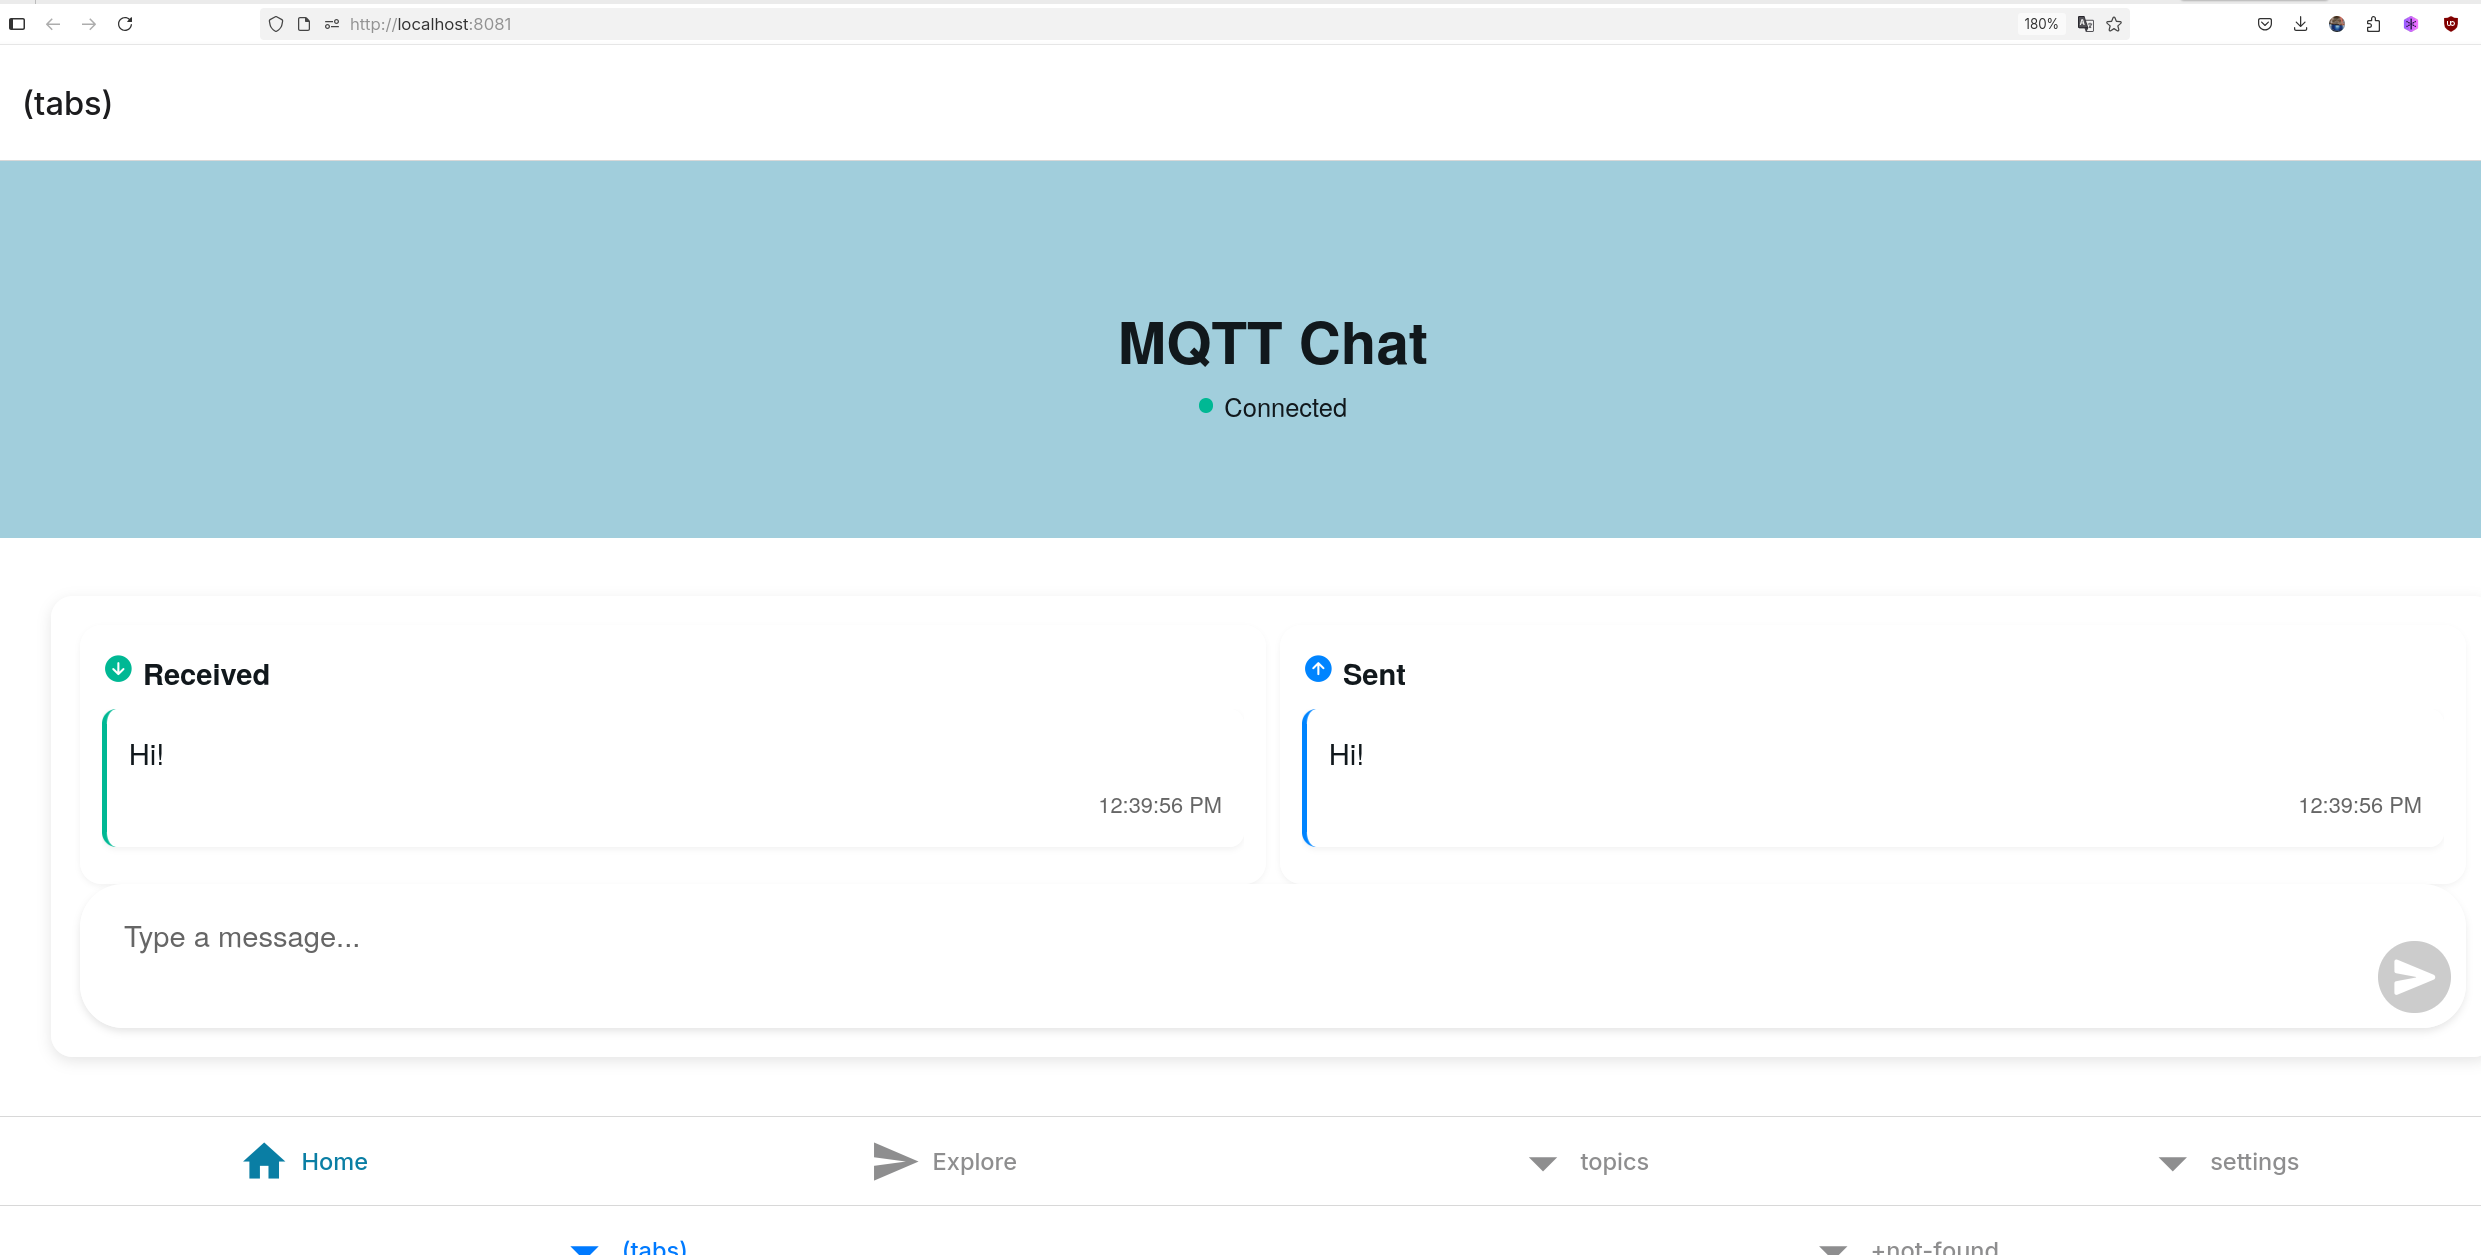 http://localhost:8081
180%
(tabs)
MQTT Chat
Connected
Received
Sent
Hi!
12:39:56 PM
Hi!
12:39:56 PM
Type a message...
Home
Explore
topics
settings
(tabs)
+not-found